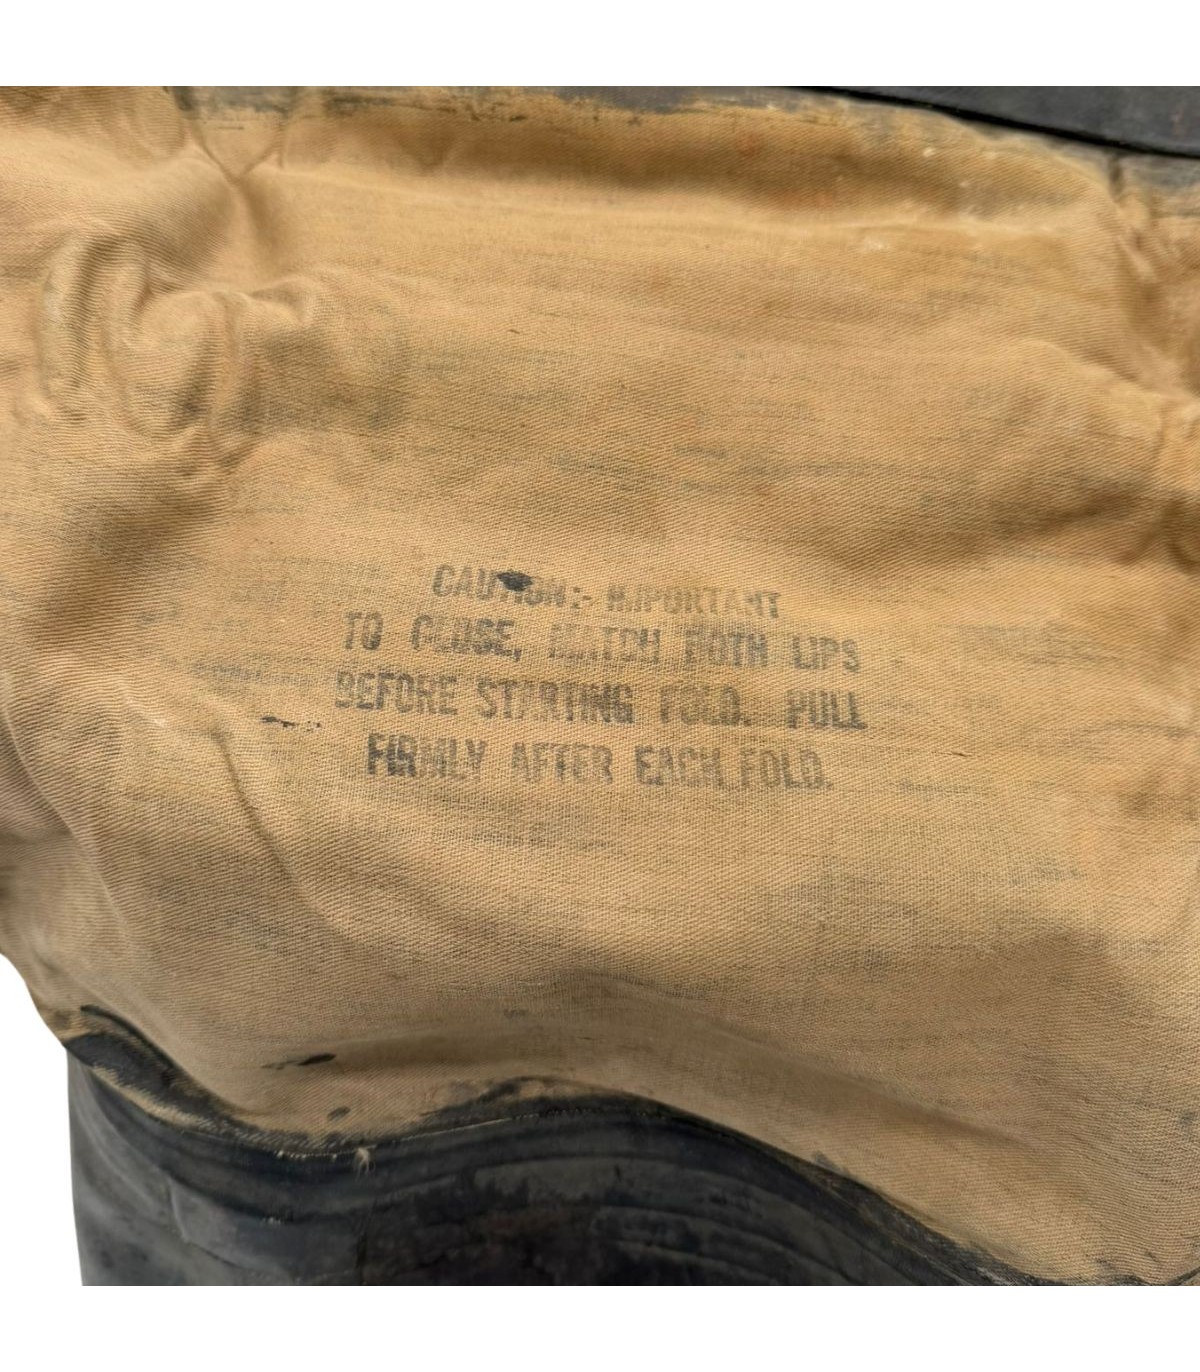 CAUTION:- IMPORTANT
TO CLOSE, MATCH BOTH LIPS
BEFORE STARTING FOLD. PULL
FIRMLY AFTER EACH FOLD.